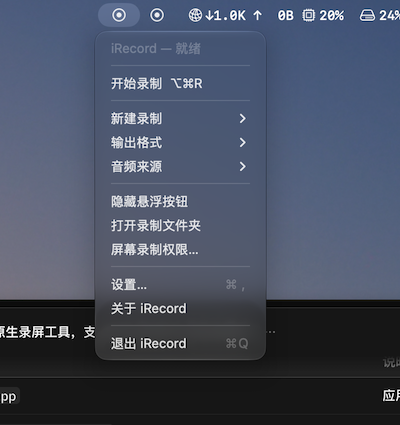 ↓1.0K ↑ 0B 20% 24%
iRecord — 就绪
开始录制 ⌥⌘R
新建录制
输出格式
音频来源
隐藏悬浮按钮
打开录制文件夹
屏幕录制权限...
设置... ⌘ ,
关于 iRecord
原生录屏工具，支
...
退出 iRecord ⌘Q
pp
应用